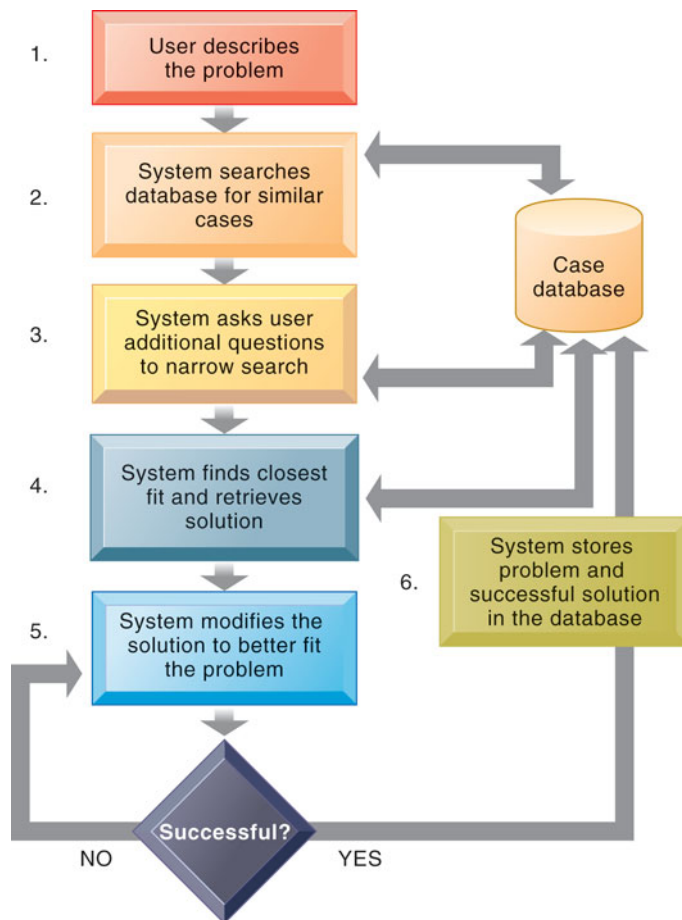 1.
User describes
the problem
2.
System searches
database for similar
cases
Case
database
3.
System asks user
additional questions
to narrow search
4.
System finds closest
fit and retrieves
solution
5.
System modifies the
solution to better fit
the problem
6.
System stores
problem and
successful solution
in the database
Successful?
NO
YES